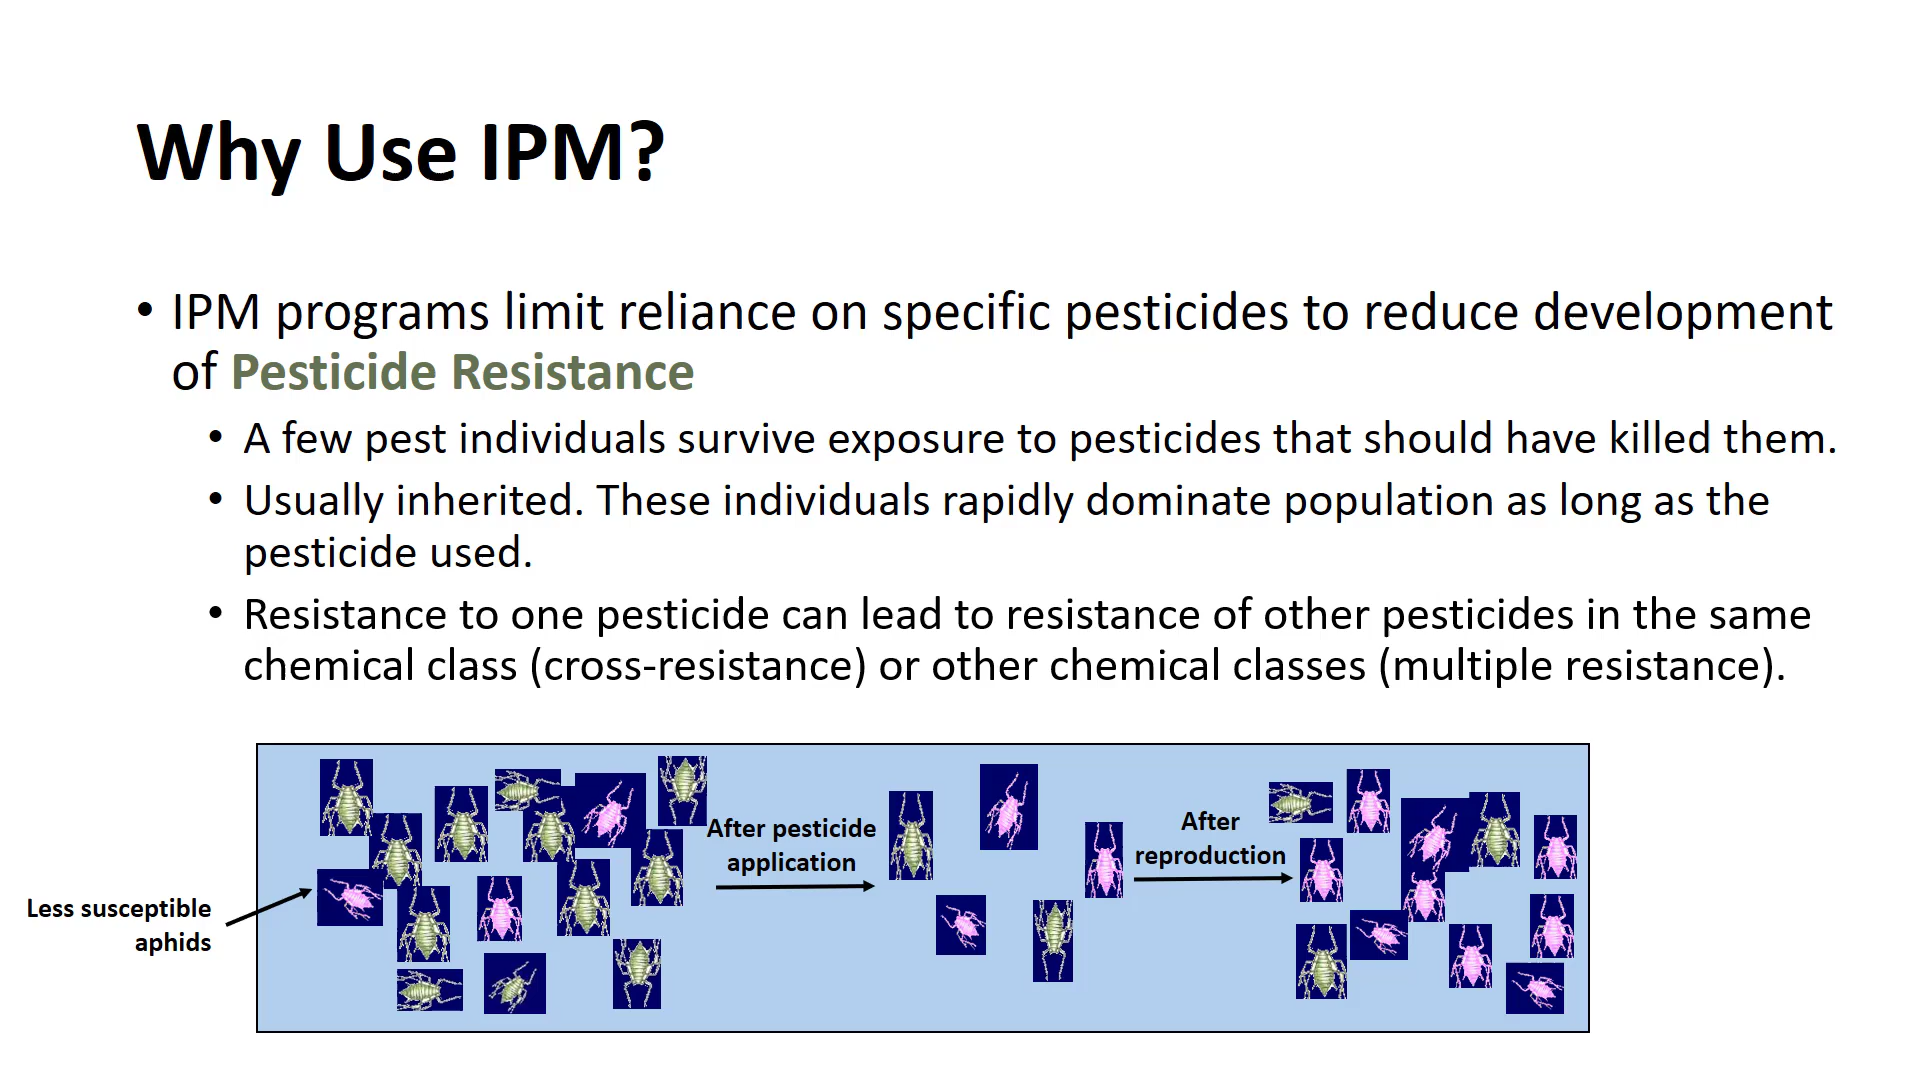 Why Use IPM?
• IPM programs limit reliance on specific pesticides to reduce development
of Pesticide Resistance
• A few pest individuals survive exposure to pesticides that should have killed them.
• Usually inherited. These individuals rapidly dominate population as long as the
pesticide used.
• Resistance to one pesticide can lead to resistance of other pesticides in the same
chemical class (cross-resistance) or other chemical classes (multiple resistance).
Less susceptible
aphids
After pesticide
application
After
reproduction